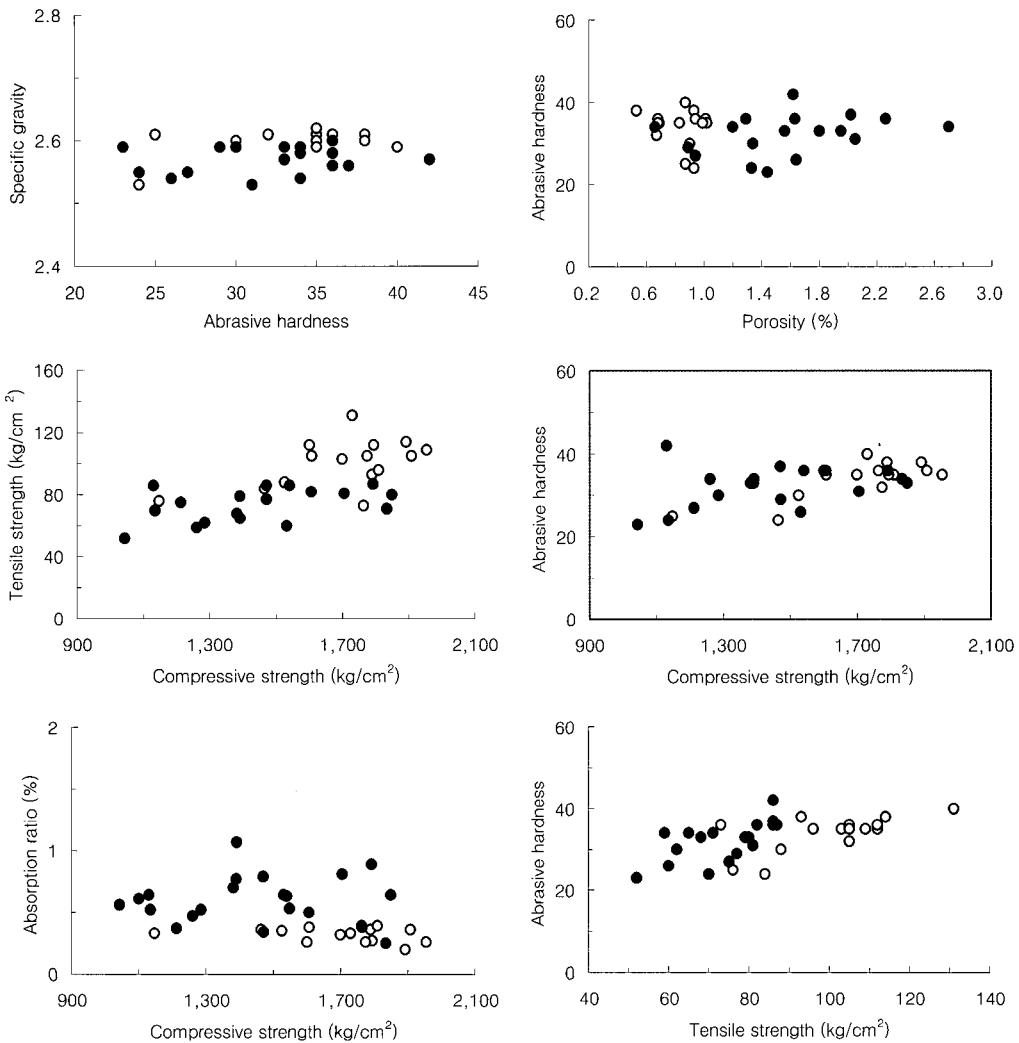 2.8
2.6
2.4
Specific gravity
20 25 30 35 40 45
Abrasive hardness
60
40
20
0
Abrasive hardness
0.2 0.6 1.0 1.4 1.8 2.2 2.6 3.0
Porosity (%)
160
120
80
40
0
Tensile strength (kg/cm 2)
900 1,300 1,700 2,100
Compressive strength (kg/cm2)
60
40
20
0
Abrasive hardness
900 1,300 1,700 2,100
Compressive strength (kg/cm2)
2
1
0
Absorption ratio (%)
900 1,300 1,700 2,100
Compressive strength (kg/cm2)
60
40
20
0
Abrasive hardness
40 60 80 100 120 140
Tensile strength (kg/cm2)